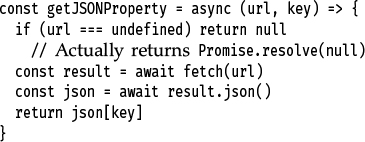 const getJSONProperty = async (url, key) => {
  if (url === undefined) return null
    // Actually returns Promise.resolve(null)
  const result = await fetch(url)
  const json = await result.json()
  return json[key]
}